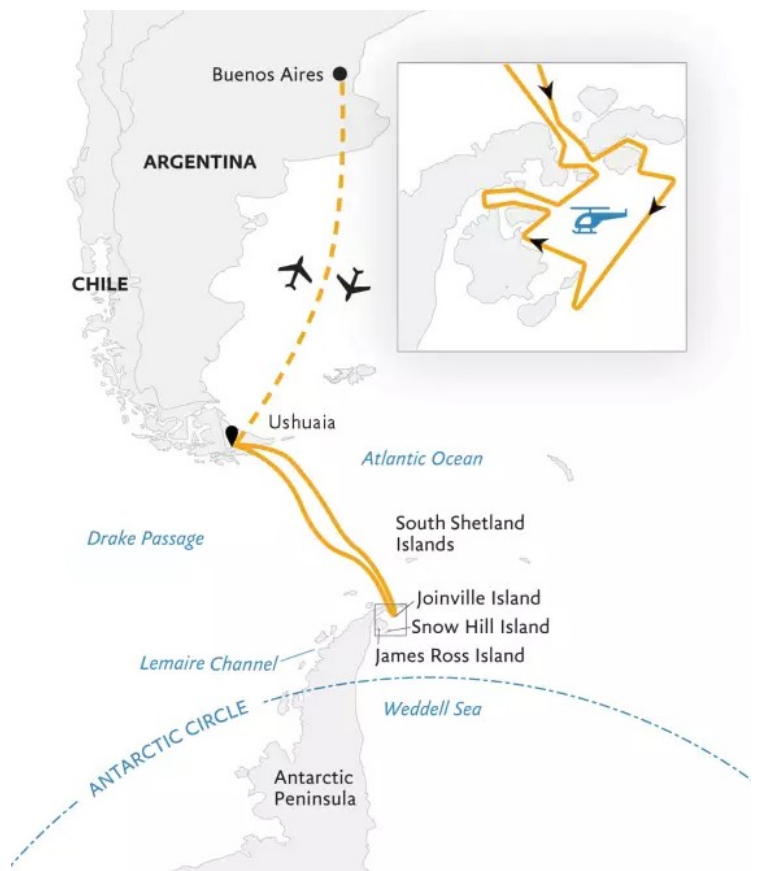 Buenos Aires
ARGENTINA
CHILE
Ushuaia
Atlantic Ocean
South Shetland
Islands
Drake Passage
Joinville Island
Snow Hill Island
James Ross Island
Lemaire Channel
Weddell Sea
ANTARCTIC CIRCLE
Antarctic
Peninsula